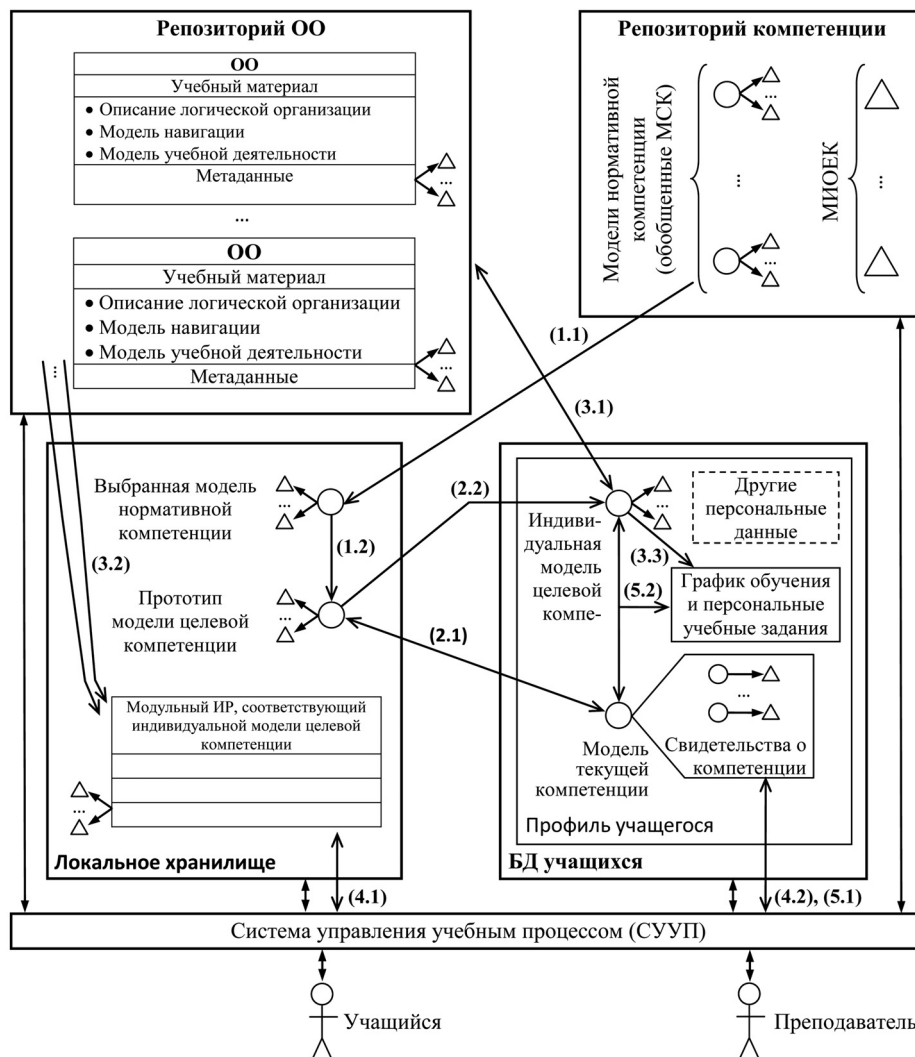 Репозиторий ОО
ОО
Учебный материал
• Описание логической организации
• Модель навигации
• Модель учебной деятельности
Метаданные
...
...
ОО
Учебный материал
• Описание логической организации
• Модель навигации
• Модель учебной деятельности
Метаданные
...
...
Репозиторий компетенции
Модели нормативной
компетенции
(обобщенные МСК)
...
...
...
МИОЕК
...
(1.1)
(3.1)
Выбранная модель
нормативной
компетенции
...
(1.2)
(2.2)
(3.2)
Прототип
модели целевой
компетенции
...
(2.1)
Модульный ИР, соответствующий
индивидуальной модели целевой
компетенции
...
Локальное хранилище
(4.1)
...
Другие
персональные
данные
Индиви-
дуальная
модель
целевой
компе-
(3.3)
(5.2)
График обучения
и персональные
учебные задания
...
Свидетельства о
компетенции
Модель
текущей
компетенции
Профиль учащегося
БД учащихся
(4.2), (5.1)
Система управления учебным процессом (СУУП)
Учащийся
Преподаватель